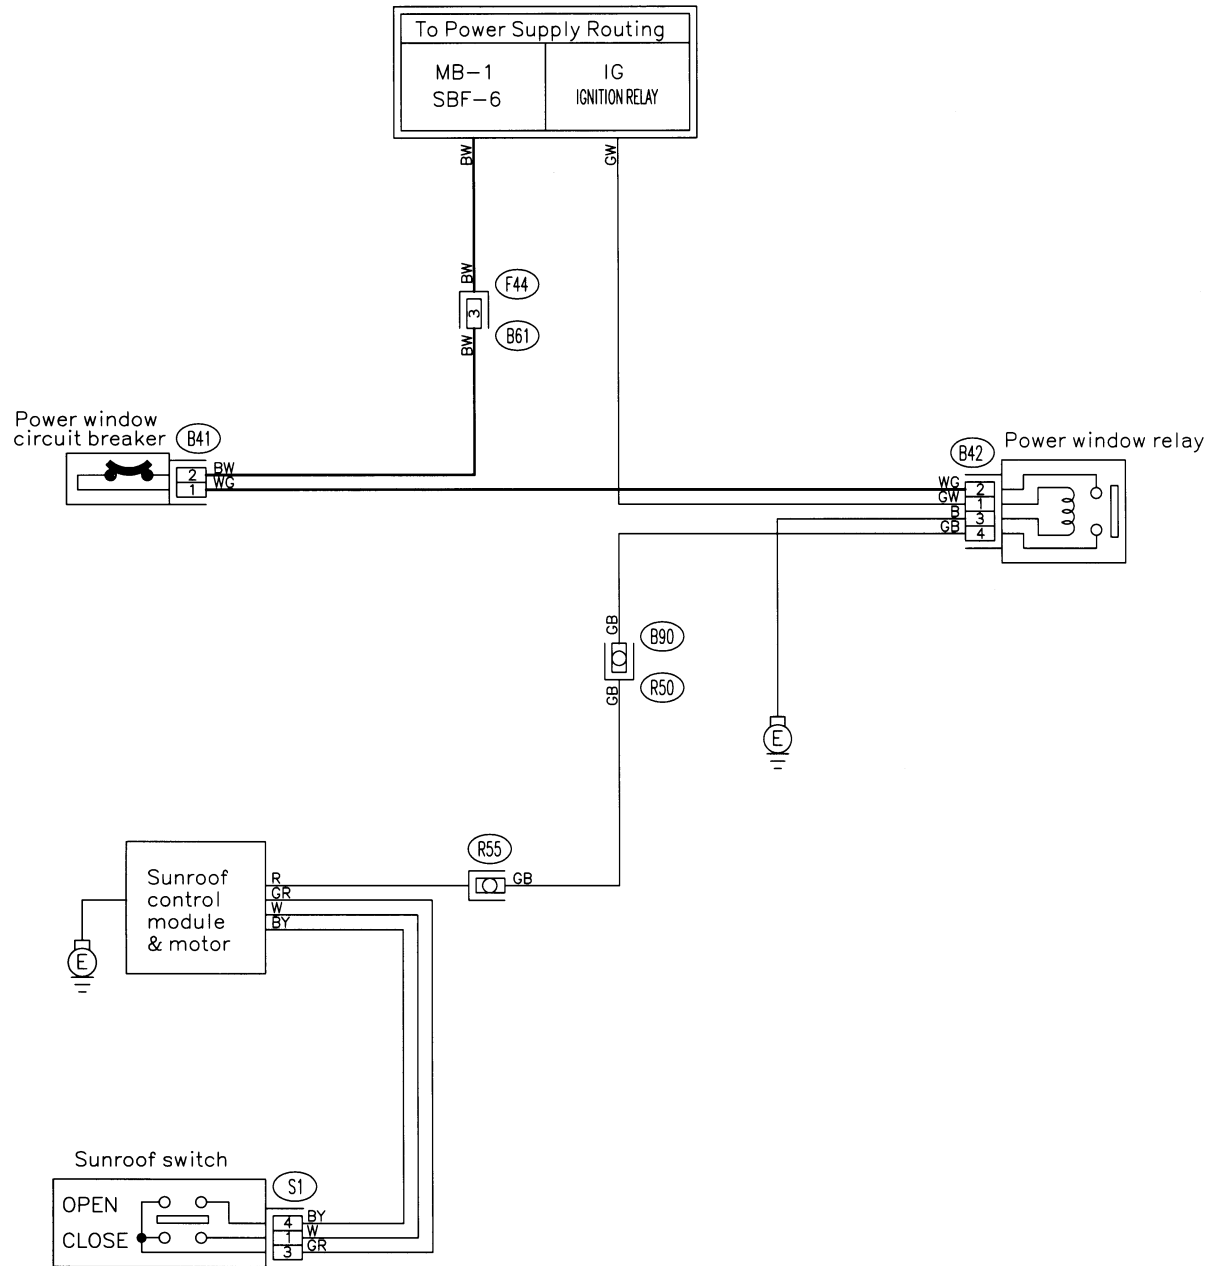 To Power Supply Routing
MB-1
SBF-6
IG
IGNITION RELAY
BW
GW
BW
F44
3
B61
BW
Power window
circuit breaker
B41
2
BW
1
WG
B42
Power window relay
WG
2
GW
1
B
3
GB
4
GB
B90
R50
GB
E
R55
GB
Sunroof
control
module
& motor
R
GR
W
BY
E
Sunroof switch
S1
OPEN
CLOSE
4
BY
1
W
3
GR